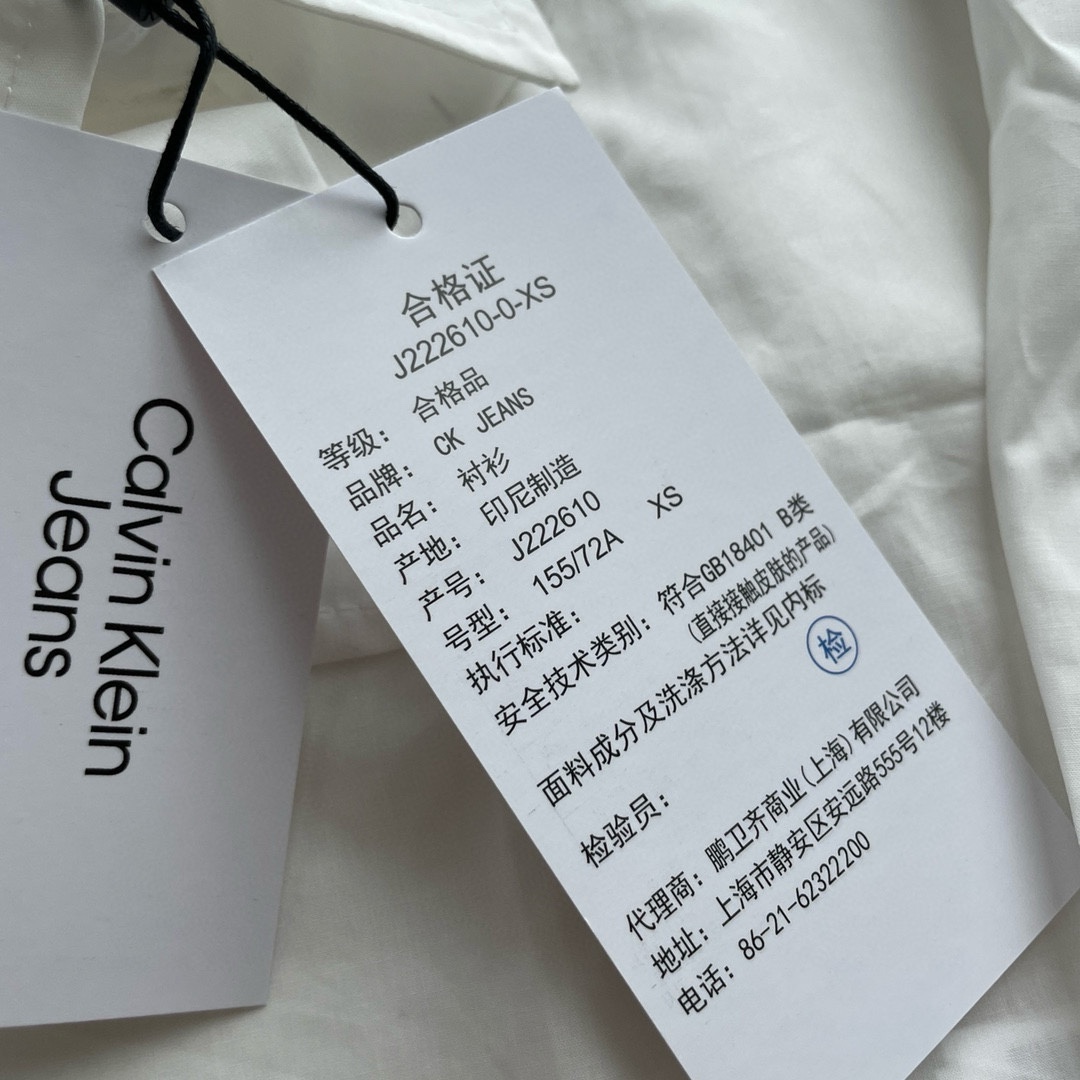 Calvin Klein
Jeans
合格证
J222610-0-XS
等级: 合格品
品牌: CK JEANS
品名: 衬衫
产地: 印尼制造
产号: J222610
号型: 155/72A XS
执行标准:
安全技术类别: 符合GB18401 B类
(直接接触皮肤的产品)
面料成分及洗涤方法详见内标
检验员: 检
代理商: 鹏卫齐商业(上海)有限公司
地址: 上海市静安区安远路555号12楼
电话: 86-21-62322200